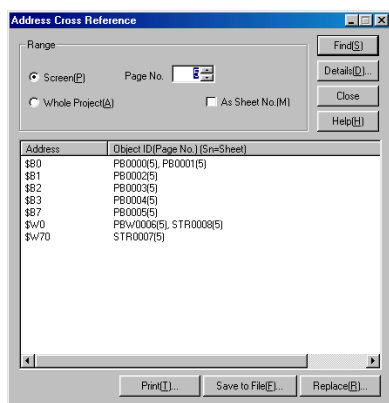 Address Cross Reference
Range
Screen(P)
Page No. 5
Whole Project(A)
As Sheet No.(M)
Find(S)
Details(D)...
Close
Help(H)
Address Object ID(Page No.) (Sn=Sheet)
$B0 PB0000(5), PB0001(5)
$B1 PB0002(5)
$B2 PB0003(5)
$B3 PB0004(5)
$B7 PB0005(5)
$W0 PBW0006(5), STR0008(5)
$W70 STR0007(5)
Print(T)... Save to File(F)... Replace(R)...